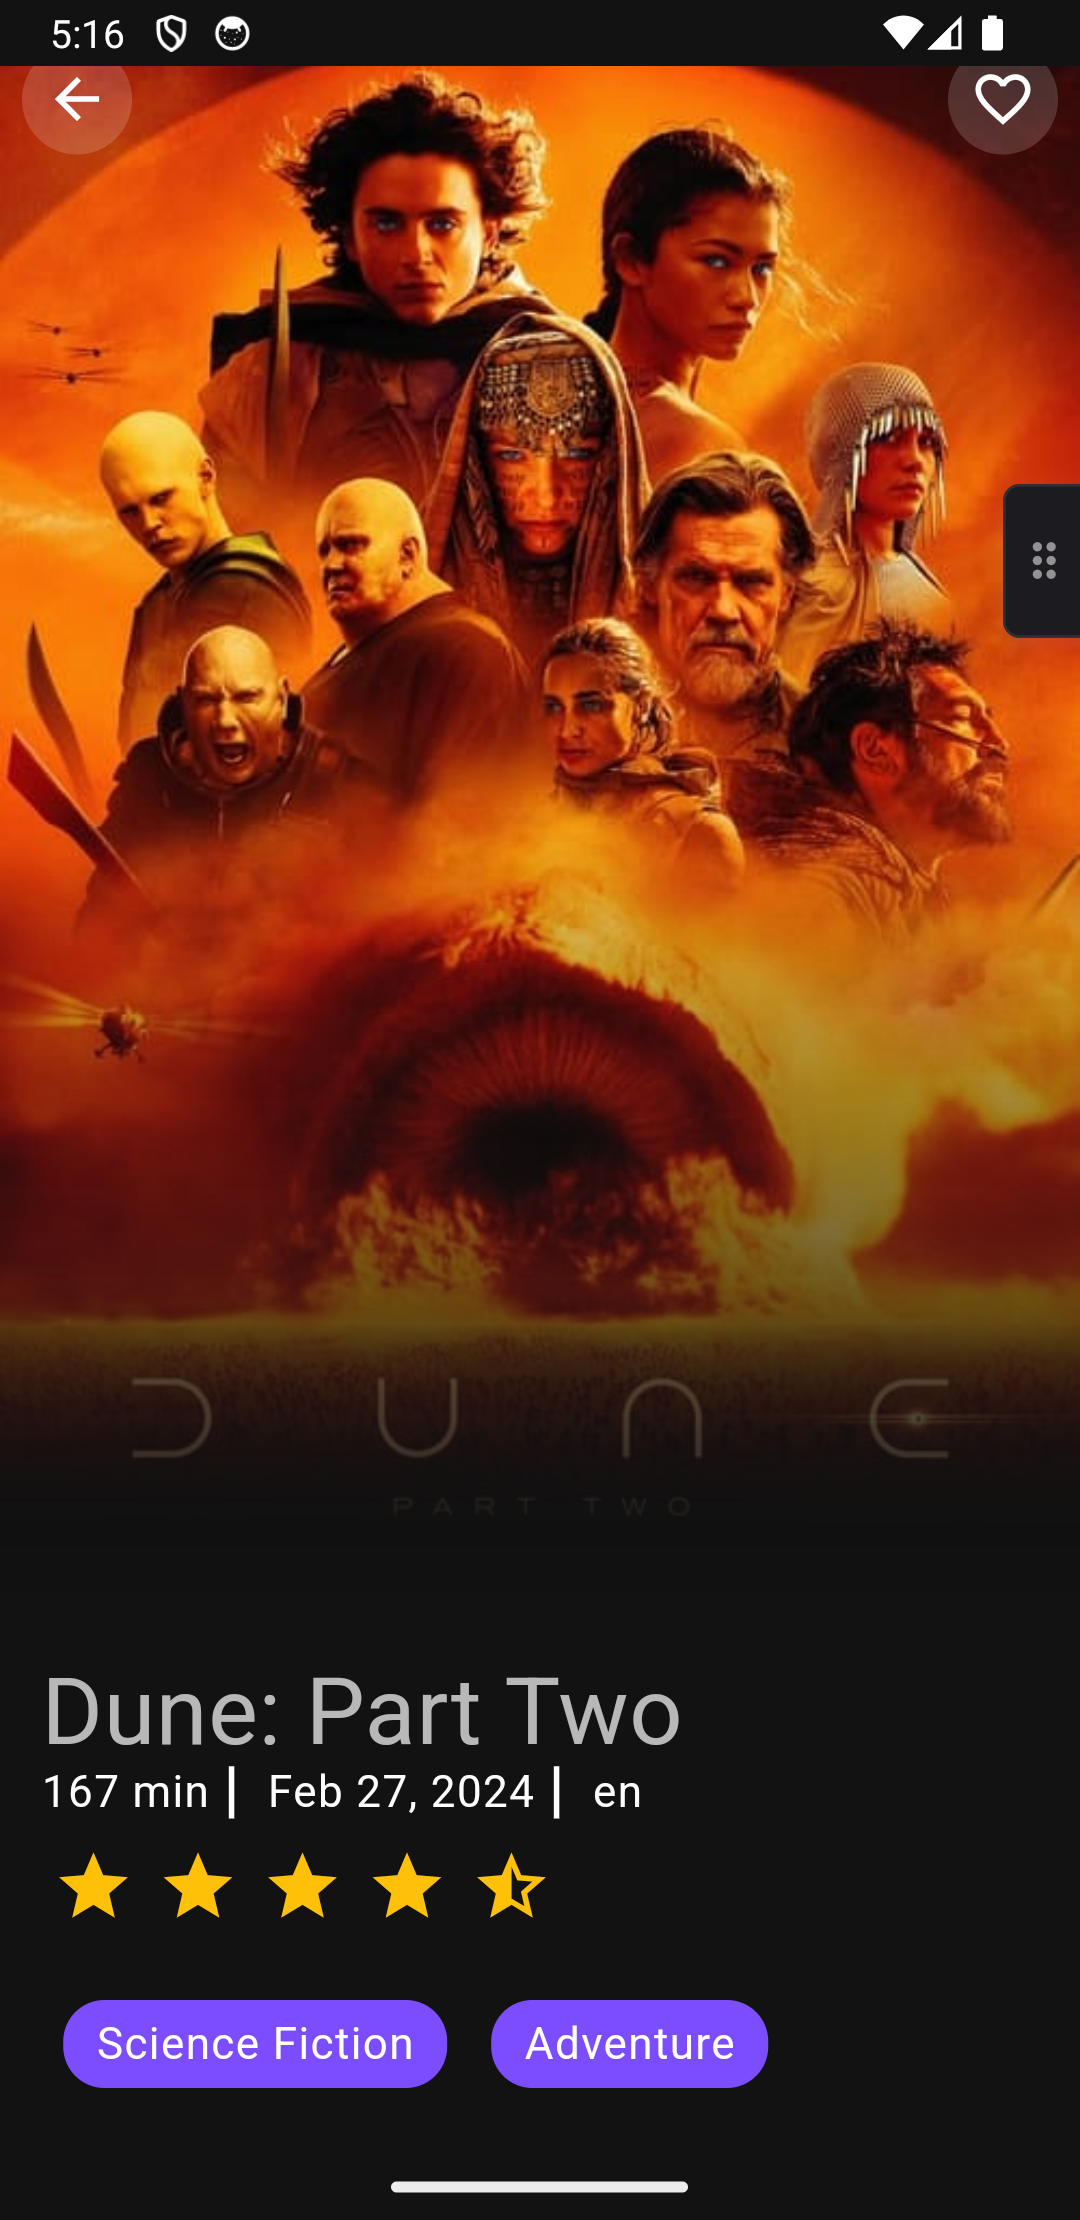 5:16
DUNE
PART TWO
Dune: Part Two
167 min | Feb 27, 2024 | en
Science Fiction Adventure